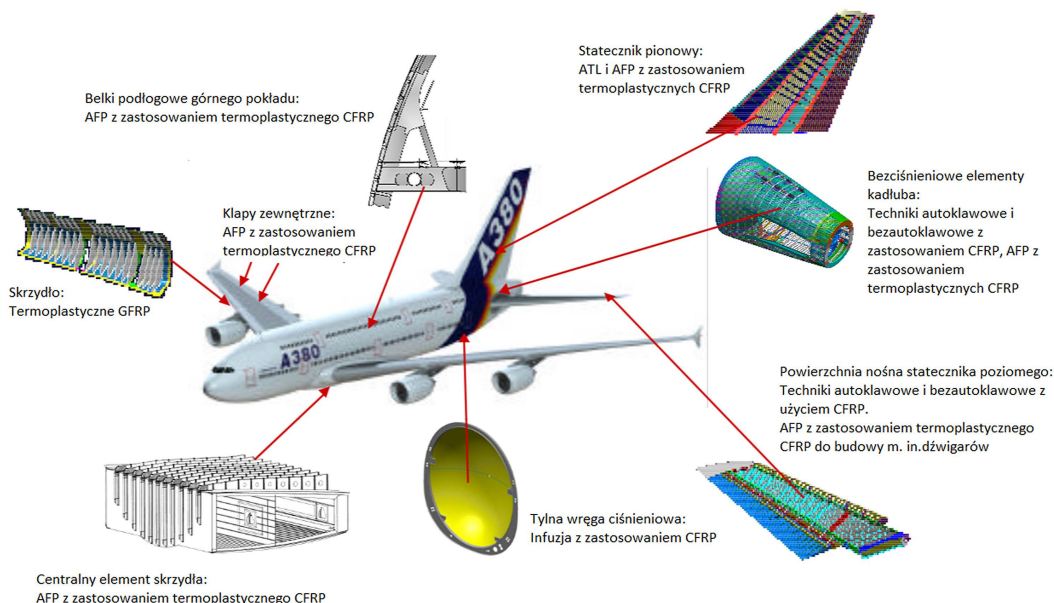 Statecznik pionowy:
ATL i AFP z zastosowaniem
termoplastycznych CFRP
Belki podłogowe górnego pokładu:
AFP z zastosowaniem termoplastycznego CFRP
Bezciśnieniowe elementy
kadłuba:
Techniki autoklawowe i
bezautoklawowe z
zastosowaniem CFRP, AFP z
zastosowaniem
termoplastycznych CFRP
Klapy zewnętrzne:
AFP z zastosowaniem
termoplastycznego CFRP
Skrzydło:
Termoplastyczne GFRP
A380
A380
Powierzchnia nośna statecznika poziomego:
Techniki autoklawowe i bezautoklawowe z
użyciem CFRP.
AFP z zastosowaniem termoplastycznego
CFRP do budowy m. in.dźwigarów
Tylna wręga ciśnieniowa:
Infuzja z zastosowaniem CFRP
Centralny element skrzydła:
AFP z zastosowaniem termoplastycznego CFRP